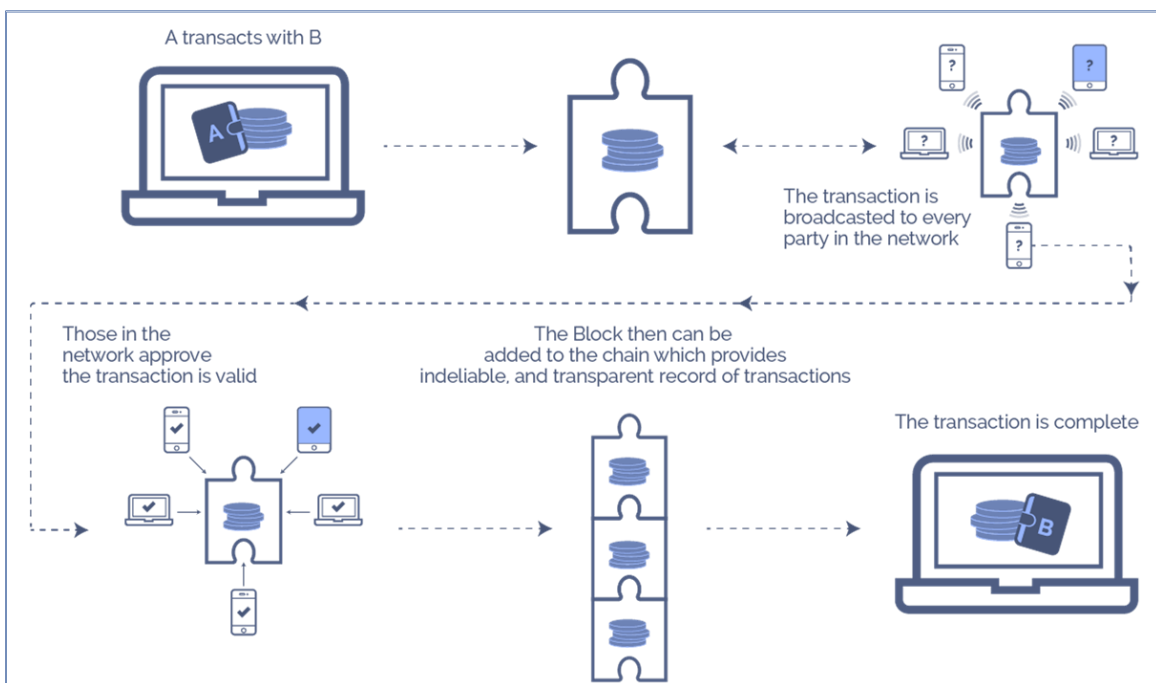 A transacts with B
A
?
?
?
?
The transaction is
broadcasted to every
party in the network
?
Those in the
network approve
the transaction is valid
The Block then can be
added to the chain which provides
indeliable, and transparent record of transactions
The transaction is complete
B